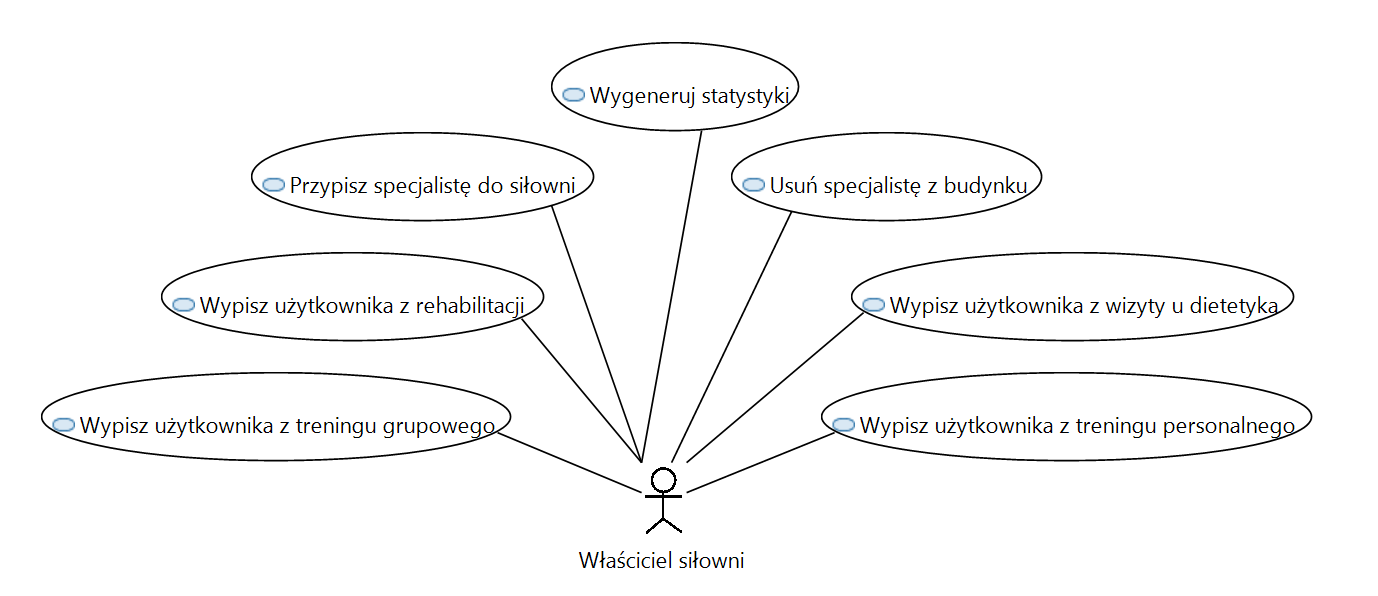 Wygeneruj statystyki
Przypisz specjalistę do siłowni
Usuń specjalistę z budynku
Wypisz użytkownika z rehabilitacji
Wypisz użytkownika z wizyty u dietetyka
Wypisz użytkownika z treningu grupowego
Wypisz użytkownika z treningu personalnego
Właściciel siłowni